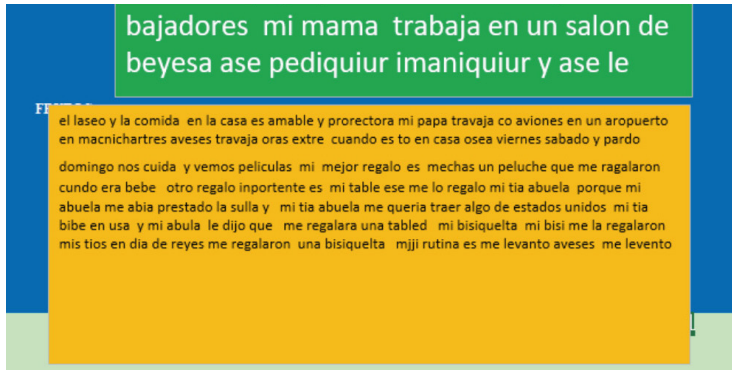 bajadores mi mama trabaja en un salon de
beyesa ase pediquiur imaniquiur y ase le
el laseo y la comida en la casa es amable y prorectora mi papa travaja co aviones en un aropuerto
en macnichartres aveses travaja oras extre cuando es to en casa osea viernes sabado y pardo
domingo nos cuida y vemos peliculas mi mejor regalo es mechas un peluche que me ragalaron
cundo era bebe otro regalo inportente es mi table ese me lo regalo mi tia abuela porque mi
abuela me abia prestado la sulla y mi tia abuela me queria traer algo de estados unidos mi tia
bibe en usa y mi abula le dijo que me regalara una tabled mi bisiquelta mi bisi me la regalaron
mis tios en dia de reyes me regalaron una bisiquelta mjji rutina es me levanto aveses me levento